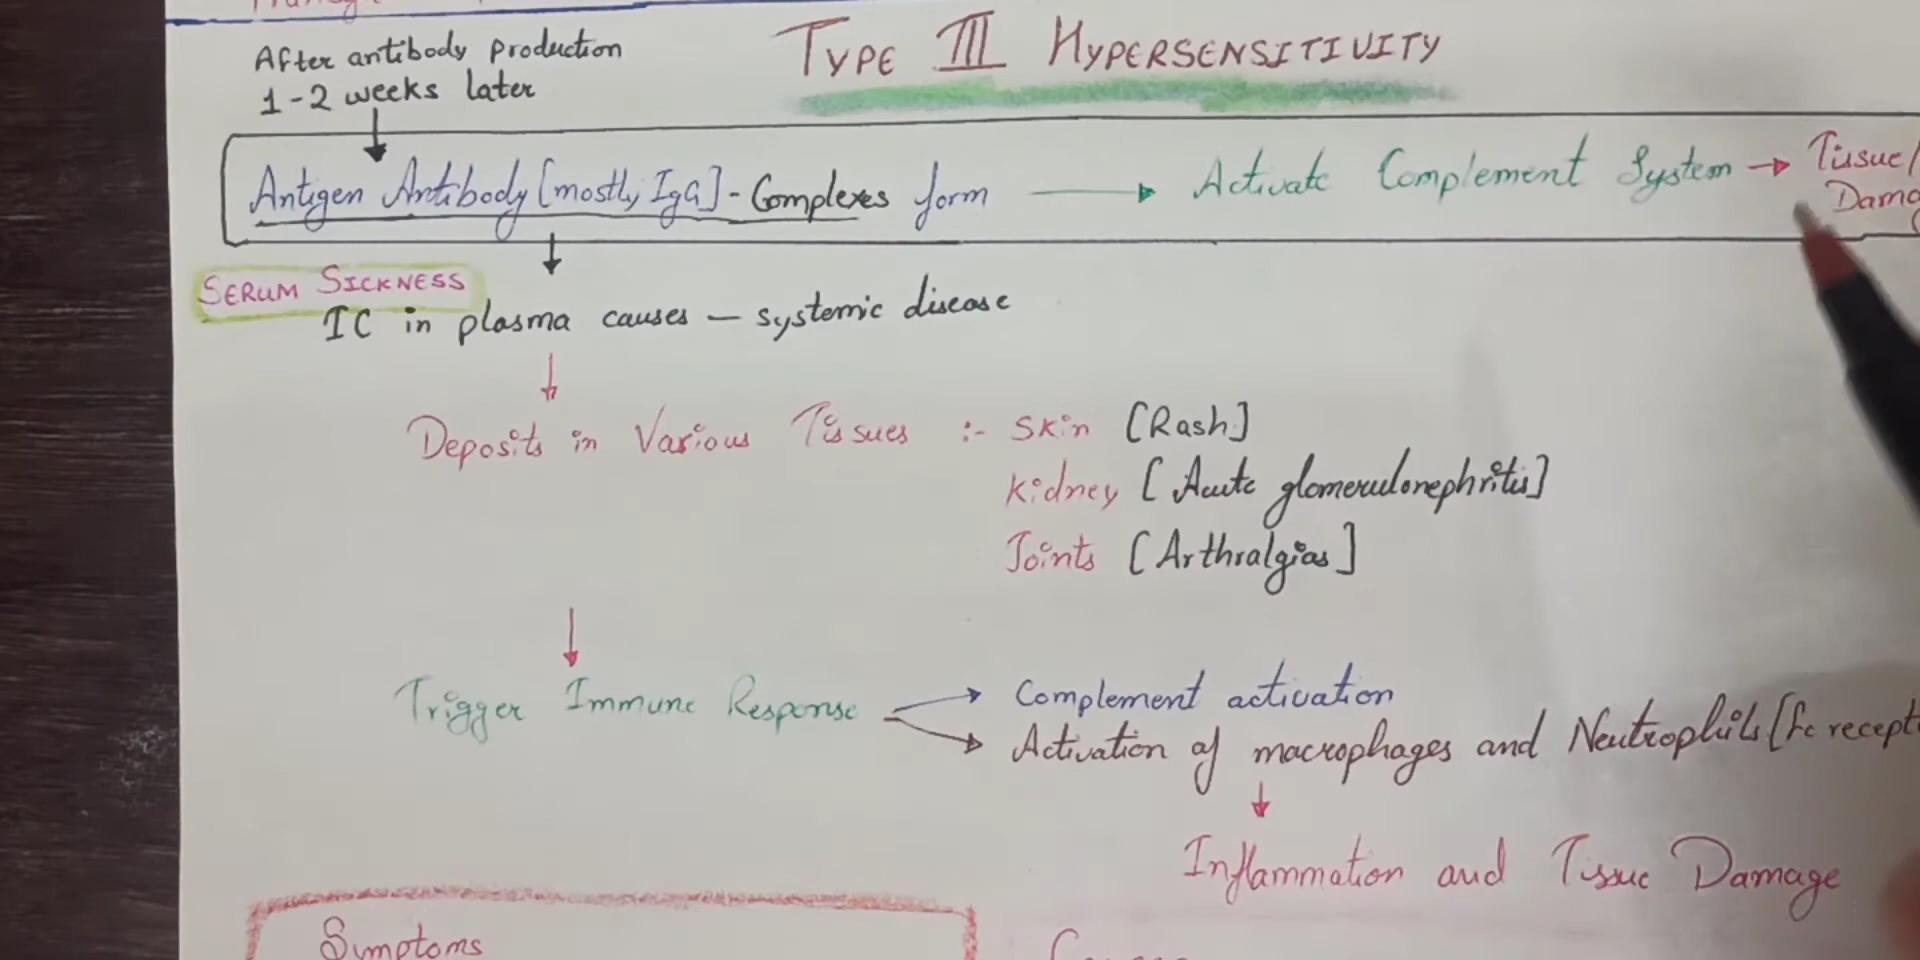 After antibody production
1-2 weeks later
TYPE III HYPERSENSITIVITY
Antigen Antibody [mostly IgG] - Complexes form → Activate Complement System → Tissue
Dama
SERUM SICKNESS
IC in plasma causes — systemic disease
Deposits in Various Tissues :- Skin [Rash]
Kidney [Acute glomerulonephritis]
Joints [Arthralgias]
Trigger Immune Response
Complement activation
Activation of macrophages and Neutrophils [Fc recept
Inflammation and Tissue Damage
Symptoms